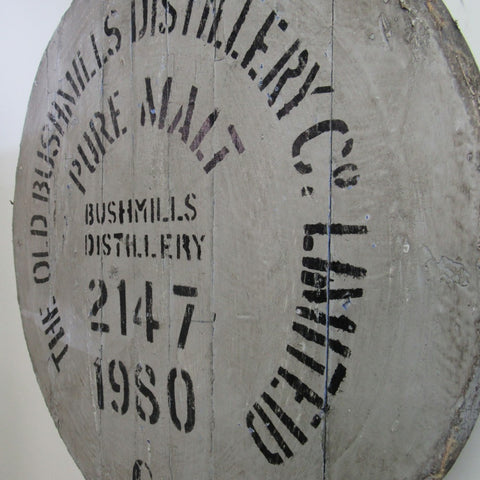 THE OLD BUSHMILLS DISTILLERY Co. LIMITED
PURE MALT
BUSHMILLS
DISTILLERY
2147
1980